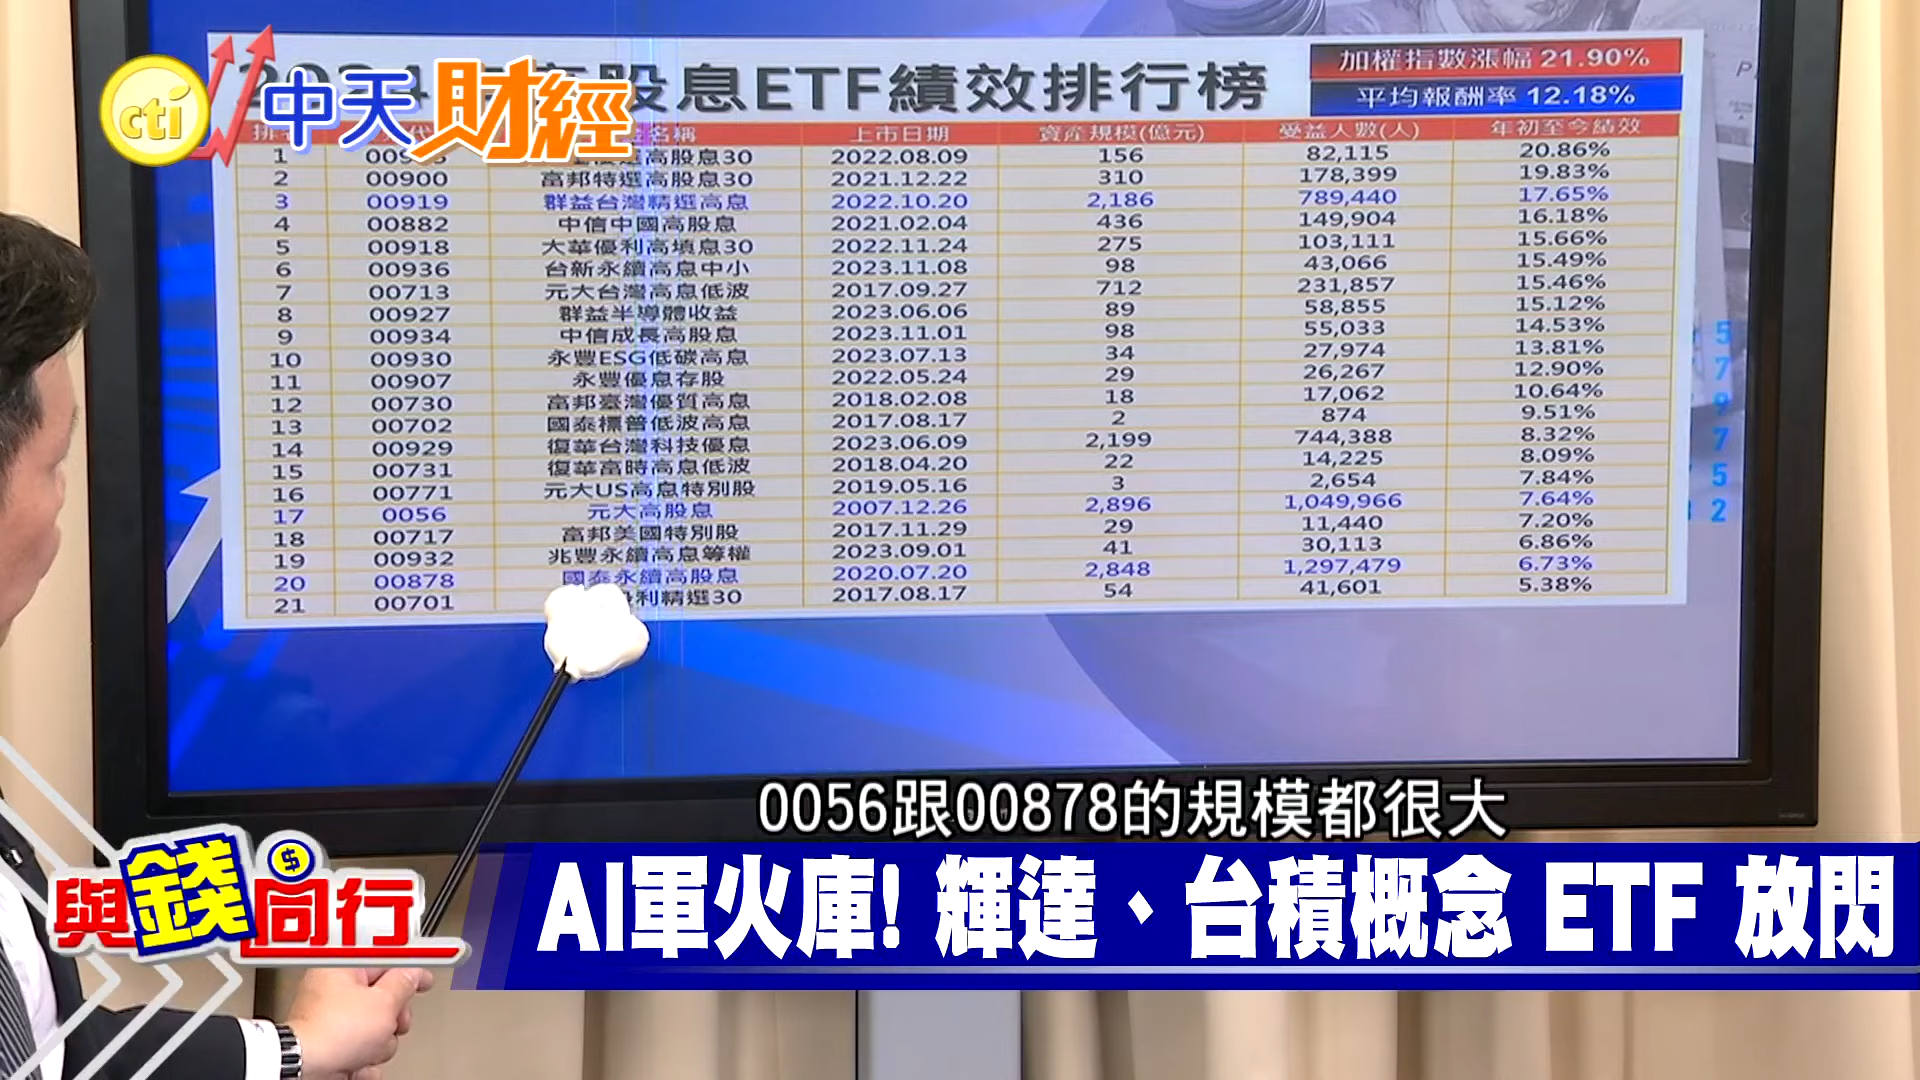 cti 中天財經
股息ETF績效排行榜
加權指數漲幅 21.90%
平均報酬率 12.18%
名稱 上市日期 資產規模(億元) 受益人數(人) 年初至今績效
1 高股息30 2022.08.09 156 82,115 20.86%
2 00900 富邦特選高股息30 2021.12.22 310 178,399 19.83%
3 00919 群益台灣精選高息 2022.10.20 2,186 789,440 17.65%
4 00882 中信中國高股息 2021.02.04 436 149,904 16.18%
5 00918 大華優利高填息30 2022.11.24 275 103,111 15.66%
6 00936 台新永續高息中小 2023.11.08 98 43,066 15.49%
7 00713 元大台灣高息低波 2017.09.27 712 231,857 15.46%
8 00927 群益半導體收益 2023.06.06 89 58,855 15.12%
9 00934 中信成長高股息 2023.11.01 98 55,033 14.53%
10 00930 永豐ESG低碳高息 2023.07.13 34 27,974 13.81%
11 00907 永豐優息存股 2022.05.24 29 26,267 12.90%
12 00730 富邦臺灣優質高息 2018.02.08 18 17,062 10.64%
13 00702 國泰標普低波高息 2017.08.17 2 874 9.51%
14 00929 復華台灣科技優息 2023.06.09 2,199 744,388 8.32%
15 00731 復華富時高息低波 2018.04.20 22 14,225 8.09%
16 00771 元大US高息特別股 2019.05.16 3 2,654 7.84%
17 0056 元大高股息 2007.12.26 2,896 1,049,966 7.64%
18 00717 富邦美國特別股 2017.11.29 29 11,440 7.20%
19 00932 兆豐永續高息等權 2023.09.01 41 30,113 6.86%
20 00878 國泰永續高股息 2020.07.20 2,848 1,297,479 6.73%
21 00701 利精選30 2017.08.17 54 41,601 5.38%
0056跟00878的規模都很大
與錢同行
AI軍火庫! 輝達、台積概念 ETF 放閃